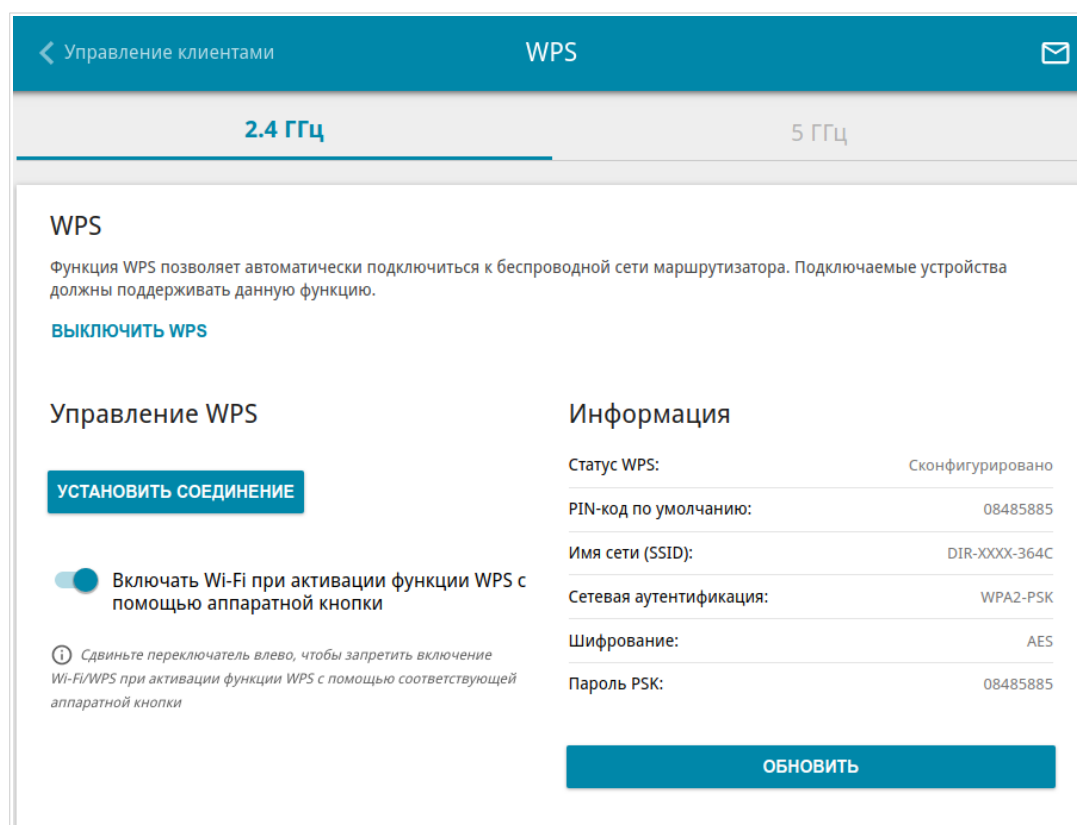 Управление клиентами
WPS
2.4 ГГц
5 ГГц
WPS
Функция WPS позволяет автоматически подключиться к беспроводной сети маршрутизатора. Подключаемые устройства
должны поддерживать данную функцию.
ВЫКЛЮЧИТЬ WPS
Управление WPS
УСТАНОВИТЬ СОЕДИНЕНИЕ
Включать Wi-Fi при активации функции WPS с
помощью аппаратной кнопки
Сдвиньте переключатель влево, чтобы запретить включение
Wi-Fi/WPS при активации функции WPS с помощью соответствующей
аппаратной кнопки
Информация
Статус WPS: Сконфигурировано
PIN-код по умолчанию: 08485885
Имя сети (SSID): DIR-XXXX-364C
Сетевая аутентификация: WPA2-PSK
Шифрование: AES
Пароль PSK: 08485885
ОБНОВИТЬ